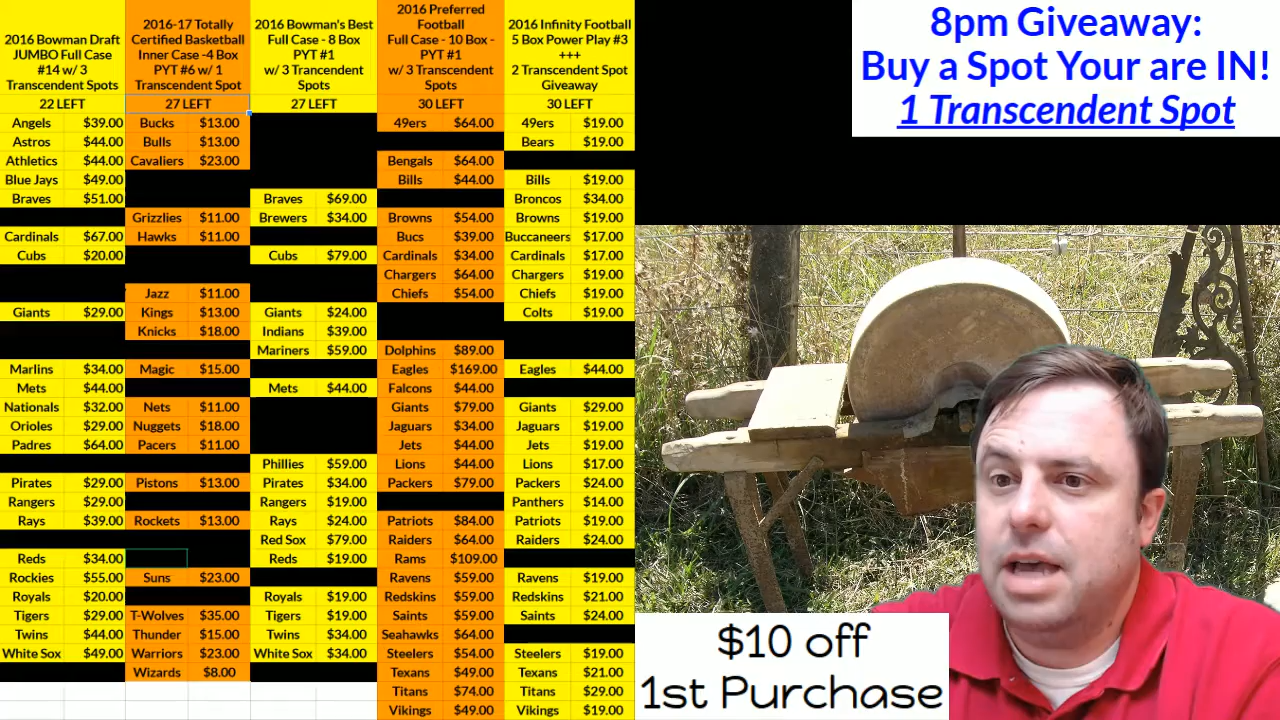 2016 Bowman Draft
JUMBO Full Case
#14 w/ 3
Transcendent Spots
22 LEFT
Angels $39.00
Astros $44.00
Athletics $44.00
Blue Jays $49.00
Braves $51.00
Cardinals $67.00
Cubs $20.00
Giants $29.00
Marlins $34.00
Mets $44.00
Nationals $32.00
Orioles $29.00
Padres $64.00
Pirates $29.00
Rangers $29.00
Rays $39.00
Reds $34.00
Rockies $55.00
Royals $20.00
Tigers $29.00
Twins $44.00
White Sox $49.00
2016-17 Totally
Certified Basketball
Inner Case -4 Box
PYT #6 w/ 1
Transcendent Spot
27 LEFT
Bucks $13.00
Bulls $13.00
Cavaliers $23.00
Grizzlies $11.00
Hawks $11.00
Jazz $11.00
Kings $13.00
Knicks $18.00
Magic $15.00
Nets $11.00
Nuggets $18.00
Pacers $11.00
Pistons $13.00
Rockets $13.00
Suns $23.00
T-Wolves $35.00
Thunder $15.00
Warriors $23.00
Wizards $8.00
2016 Bowman's Best
Full Case - 8 Box
PYT #1
w/ 3 Trancendent
Spots
27 LEFT
Braves $69.00
Brewers $34.00
Cubs $79.00
Giants $24.00
Indians $39.00
Mariners $59.00
Mets $44.00
Phillies $59.00
Pirates $34.00
Rangers $19.00
Rays $24.00
Red Sox $79.00
Reds $19.00
Royals $19.00
Tigers $19.00
Twins $34.00
White Sox $34.00
2016 Preferred
Football
Full Case - 10 Box -
PYT #1
w/ 3 Transcendent
Spots
30 LEFT
49ers $64.00
Bengals $64.00
Bills $44.00
Browns $54.00
Bucs $39.00
Cardinals $34.00
Chargers $64.00
Chiefs $54.00
Dolphins $89.00
Eagles $169.00
Falcons $44.00
Giants $79.00
Jaguars $34.00
Jets $44.00
Lions $44.00
Packers $79.00
Patriots $84.00
Raiders $64.00
Rams $109.00
Ravens $59.00
Redskins $59.00
Saints $59.00
Seahawks $64.00
Steelers $54.00
Texans $49.00
Titans $74.00
Vikings $49.00
2016 Infinity Football
5 Box Power Play #3
+++
2 Transcendent Spot
Giveaway
30 LEFT
49ers $19.00
Bears $19.00
Bills $19.00
Broncos $34.00
Browns $19.00
Buccaneers $17.00
Cardinals $17.00
Chargers $19.00
Chiefs $19.00
Colts $19.00
Eagles $44.00
Giants $29.00
Jaguars $19.00
Jets $19.00
Lions $17.00
Packers $24.00
Panthers $14.00
Patriots $19.00
Raiders $24.00
Ravens $19.00
Redskins $21.00
Saints $24.00
Steelers $19.00
Texans $21.00
Titans $29.00
Vikings $19.00
8pm Giveaway:
Buy a Spot Your are IN!
1 Transcendent Spot
$10 off
1st Purchase